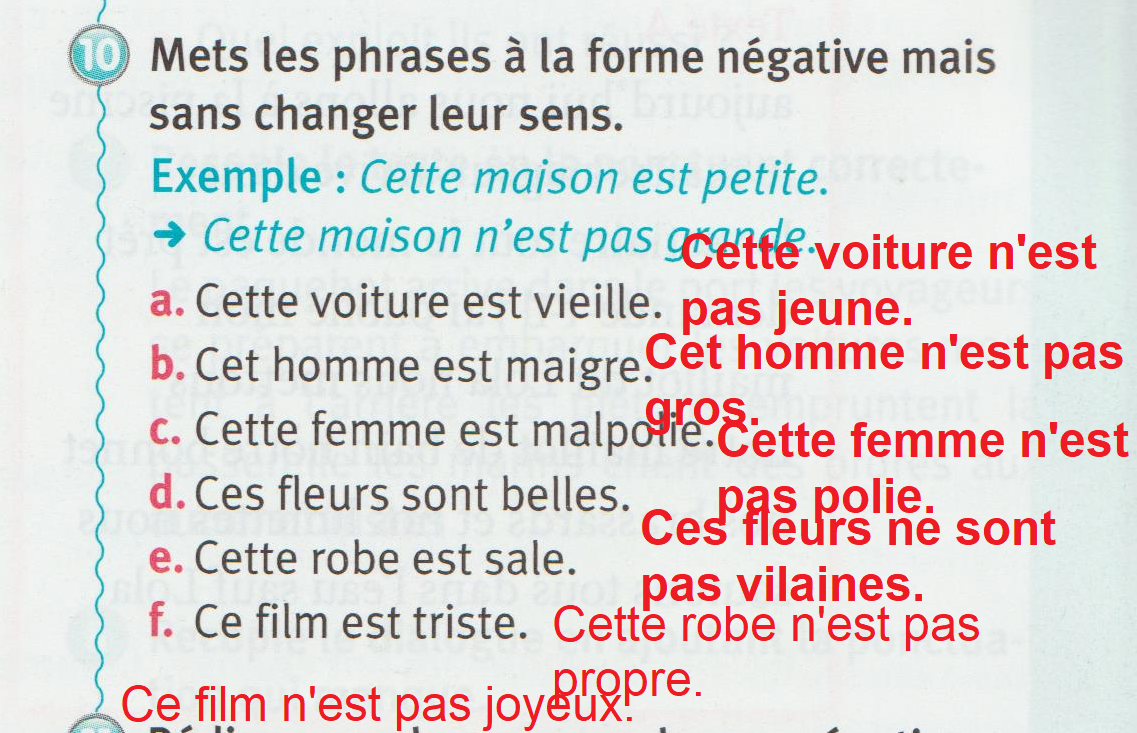 10 Mets les phrases à la forme négative mais
sans changer leur sens.
Exemple : Cette maison est petite.
➔ Cette maison n'est pas grande.
a. Cette voiture est vieille.
Cette voiture n'est
pas jeune.
b. Cet homme est maigre.
Cet homme n'est pas
gros.
c. Cette femme est malpolie.
Cette femme n'est
pas polie.
d. Ces fleurs sont belles.
Ces fleurs ne sont
pas vilaines.
e. Cette robe est sale.
Cette robe n'est pas
propre.
f. Ce film est triste.
Ce film n'est pas joyeux.